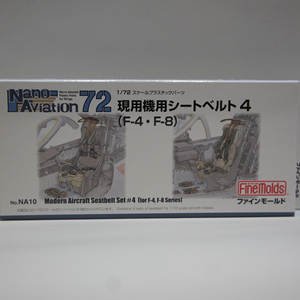 Nano
Aviation 72
1/72 スケールプラスチックパーツ
現用機用シートベルト 4
(F-4・F-8)
No.NA10 Modern Aircraft Seatbelt Set #4 (for F-4, F-8 Series)
FineMolds
ファインモールド